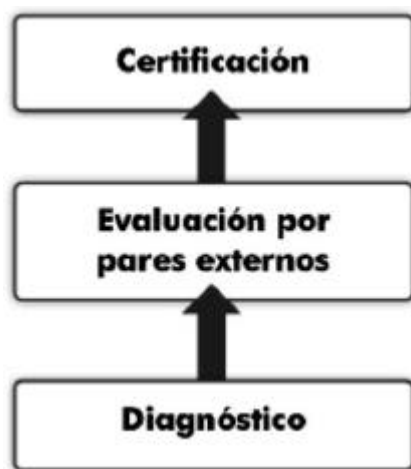 Certificación
Evaluación por
pares externos
Diagnóstico